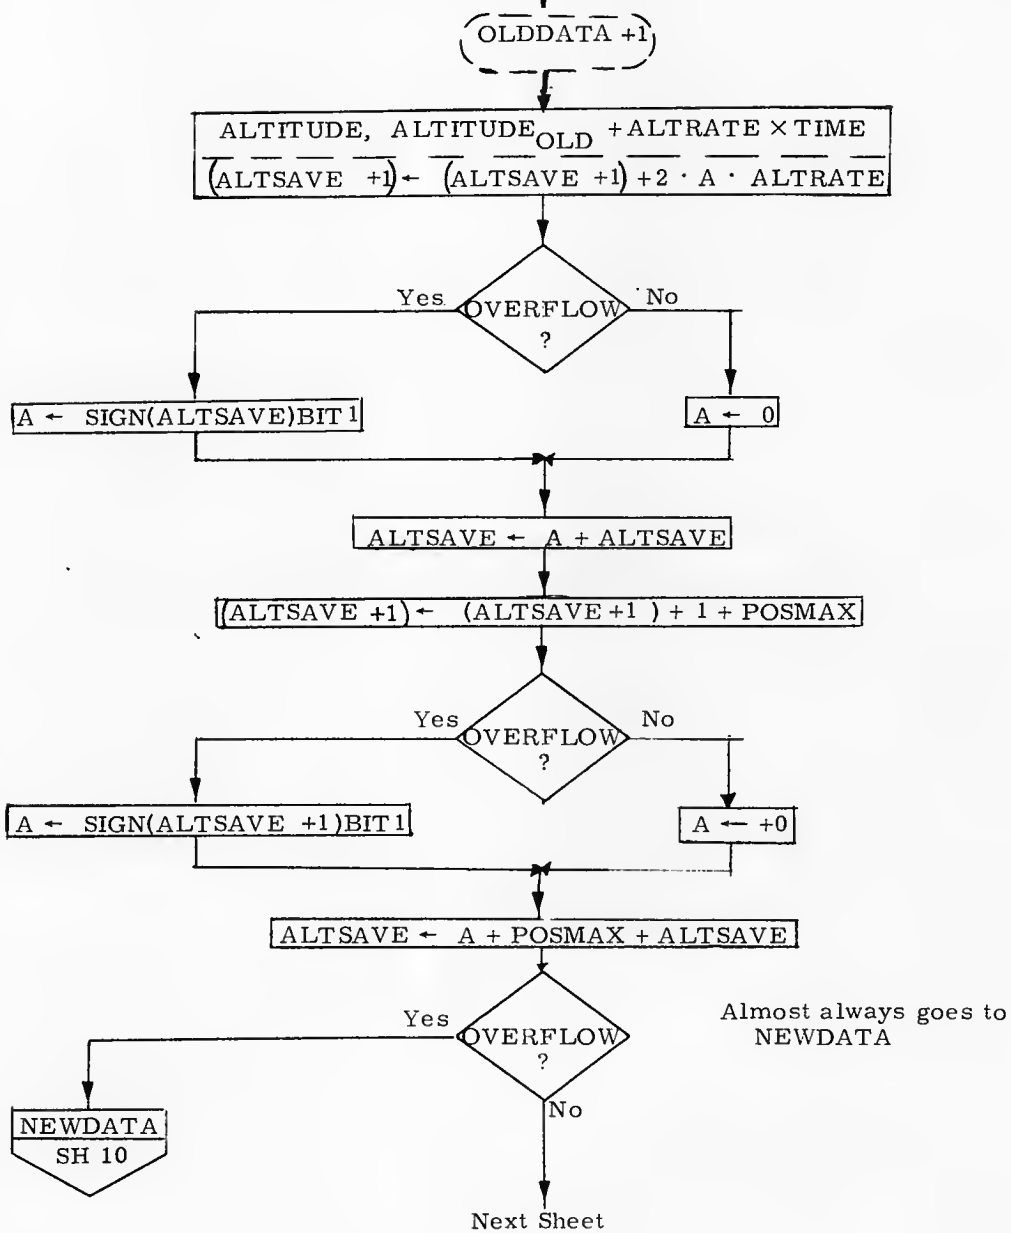 OLDDATA +1
ALTITUDE, ALTITUDE OLD + ALTRATE × TIME
(ALTSAVE +1) ← (ALTSAVE +1) + 2 · A · ALTRATE
OVERFLOW
?
Yes
No
A ← SIGN(ALTSAVE)BIT 1
A ← 0
ALTSAVE ← A + ALTSAVE
(ALTSAVE +1) ← (ALTSAVE +1 ) + 1 + POSMAX
OVERFLOW
?
Yes
No
A ← SIGN(ALTSAVE +1)BIT 1
A ← +0
ALTSAVE ← A + POSMAX + ALTSAVE
OVERFLOW
?
Yes
Almost always goes to
NEWDATA
No
NEWDATA
SH 10
Next Sheet